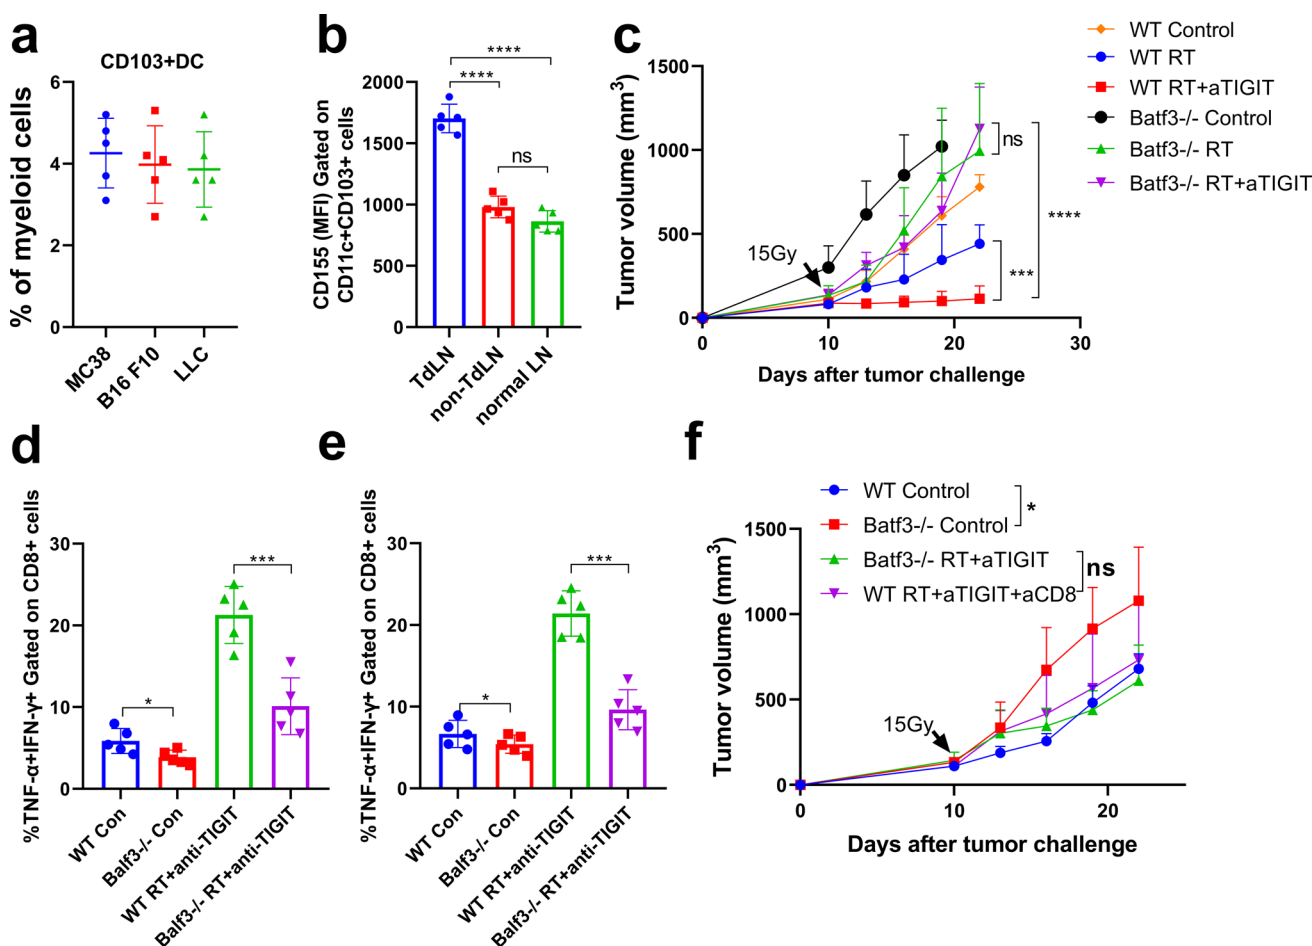 a
CD103+DC
% of myeloid cells
6
4
2
0
MC38
B16 F10
LLC
b
CD155 (MFI) Gated on
CD11c+CD103+ cells
2000
1500
1000
500
0
****
****
ns
TdLN
non-TdLN
normal LN
c
Tumor volume (mm3)
1500
1000
500
0
0
10
20
30
15Gy
ns
***
****
Days after tumor challenge
WT Control
WT RT
WT RT+aTIGIT
Batf3-/- Control
Batf3-/- RT
Batf3-/- RT+aTIGIT
d
%TNF-α+IFN-γ+ Gated on CD8+ cells
30
20
10
0
*
***
WT Con
Balf3-/- Con
WT RT+anti-TIGIT
Balf3-/- RT+anti-TIGIT
e
%TNF-α+IFN-γ+ Gated on CD8+ cells
30
20
10
0
*
***
WT Con
Balf3-/- Con
WT RT+anti-TIGIT
Balf3-/- RT+anti-TIGIT
f
WT Control
Batf3-/- Control
Batf3-/- RT+aTIGIT
WT RT+aTIGIT+aCD8
*
ns
Tumor volume (mm3)
1500
1000
500
0
0
10
20
15Gy
Days after tumor challenge